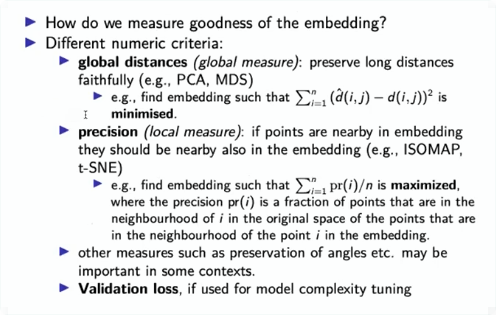 ▶ How do we measure goodness of the embedding?
▶ Different numeric criteria:
▶ global distances (global measure): preserve long distances
faithfully (e.g., PCA, MDS)
▶ e.g., find embedding such that ∑ⁿᵢ₌₁ (d̂(i, j) − d(i, j))² is
minimised.
▶ precision (local measure): if points are nearby in embedding
they should be nearby also in the embedding (e.g., ISOMAP,
t-SNE)
▶ e.g., find embedding such that ∑ⁿᵢ₌₁ pr(i)/n is maximized,
where the precision pr(i) is a fraction of points that are in the
neighbourhood of i in the original space of the points that are
in the neighbourhood of the point i in the embedding.
▶ other measures such as preservation of angles etc. may be
important in some contexts.
▶ Validation loss, if used for model complexity tuning